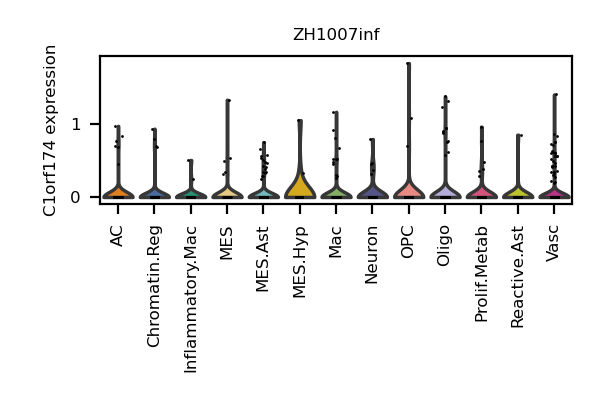 ZH1007inf
C1orf174 expression
1
0
AC
Chromatin.Reg
Inflammatory.Mac
MES
MES.Ast
MES.Hyp
Mac
Neuron
OPC
Oligo
Prolif.Metab
Reactive.Ast
Vasc